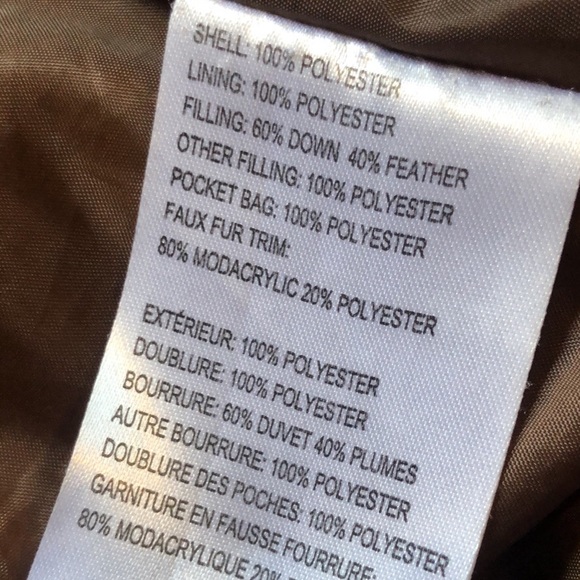 SHELL: 100% POLYESTER
LINING: 100% POLYESTER
FILLING: 60% DOWN 40% FEATHER
OTHER FILLING: 100% POLYESTER
POCKET BAG: 100% POLYESTER
FAUX FUR TRIM:
80% MODACRYLIC 20% POLYESTER
EXTÉRIEUR: 100% POLYESTER
DOUBLURE: 100% POLYESTER
BOURRURE: 60% DUVET 40% PLUMES
AUTRE BOURRURE: 100% POLYESTER
DOUBLURE DES POCHES: 100% POLYESTER
GARNITURE EN FAUSSE FOURRURE
80% MODACRYLIQUE 20%